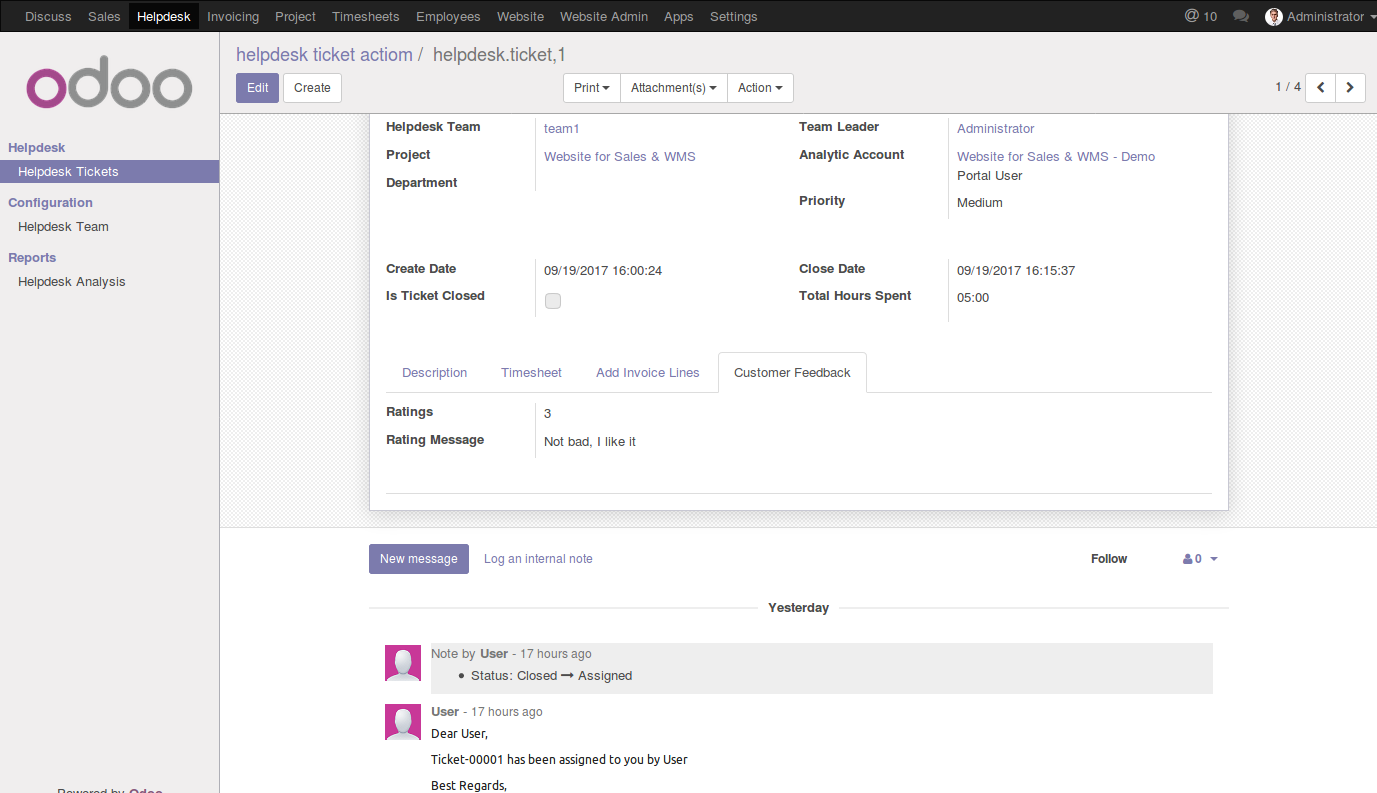 Discuss Sales Helpdesk Invoicing Project Timesheets Employees Website Website Admin Apps Settings @ 10 Administrator
odoo
helpdesk ticket actiom / helpdesk.ticket,1
Edit Create Print Attachment(s) Action 1 / 4
Helpdesk
Helpdesk Tickets
Configuration
Helpdesk Team
Reports
Helpdesk Analysis
Powered by Odoo
Helpdesk Team team1 Team Leader Administrator
Project Website for Sales & WMS Analytic Account Website for Sales & WMS - Demo
Portal User
Department
Priority Medium
Create Date 09/19/2017 16:00:24 Close Date 09/19/2017 16:15:37
Is Ticket Closed Total Hours Spent 05:00
Description Timesheet Add Invoice Lines Customer Feedback
Ratings 3
Rating Message Not bad, I like it
New message Log an internal note Follow 0
Yesterday
Note by User - 17 hours ago
• Status: Closed → Assigned
User - 17 hours ago
Dear User,
Ticket-00001 has been assigned to you by User
Best Regards,